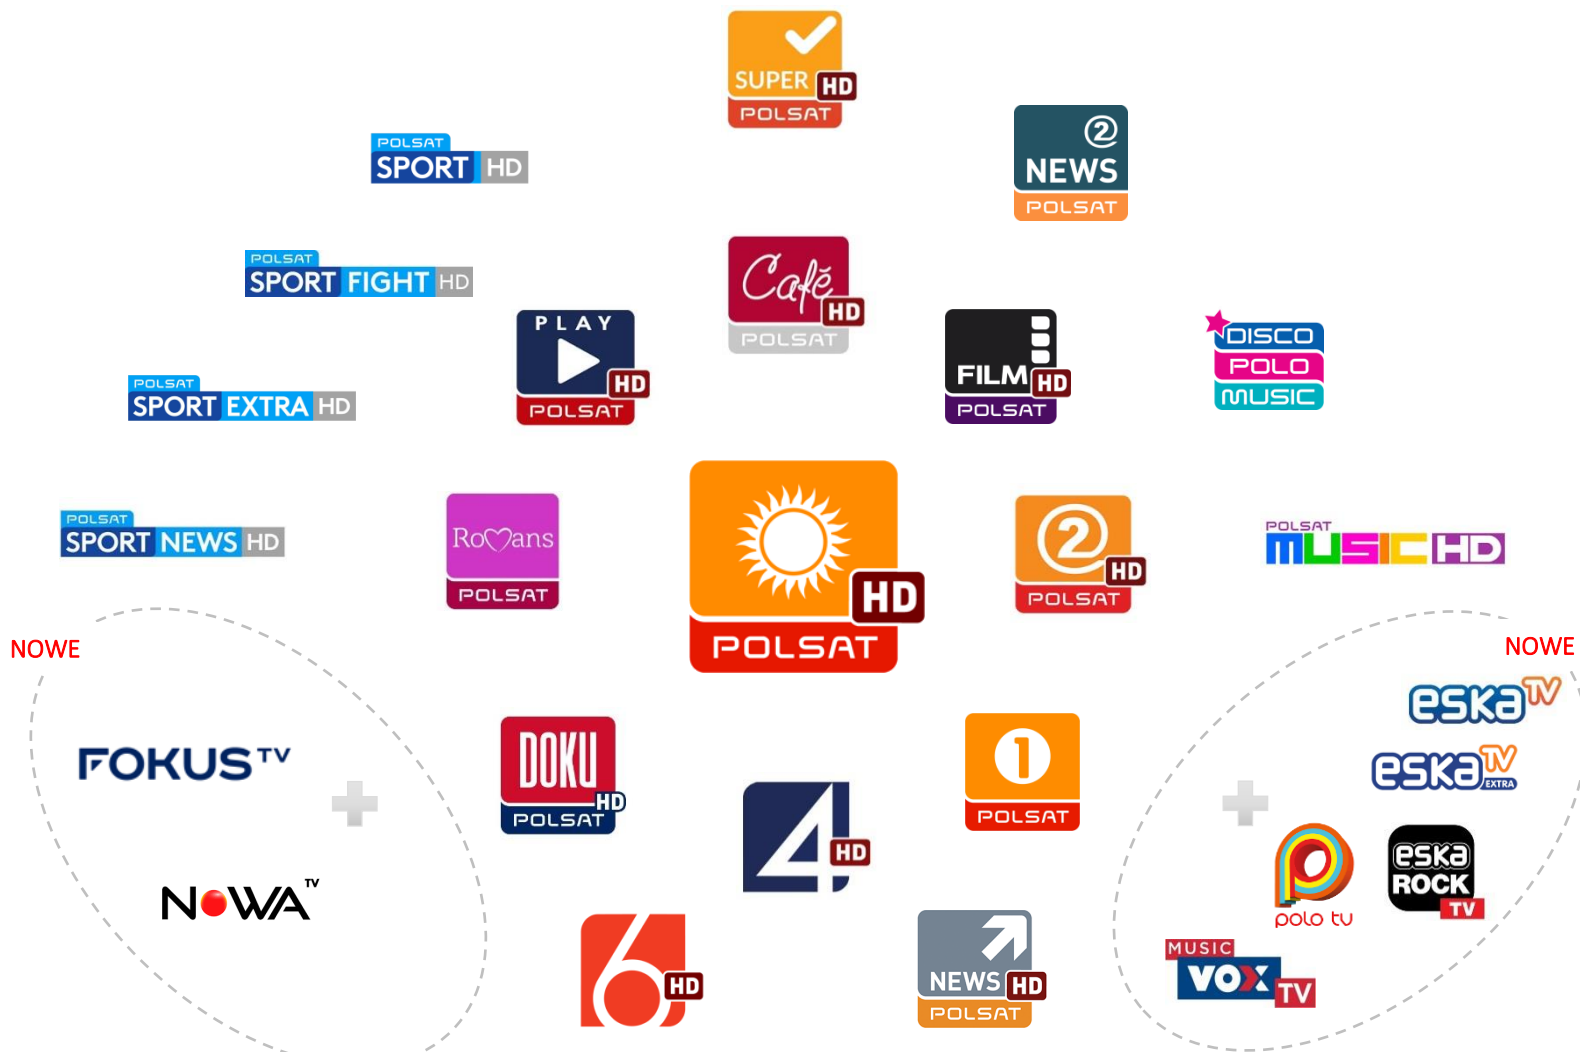 SUPER HD
POLSAT
2
NEWS
POLSAT
POLSAT
SPORT HD
POLSAT
SPORT FIGHT HD
Café
HD
POLSAT
PLAY
HD
POLSAT
FILM HD
POLSAT
DISCO
POLO
MUSIC
POLSAT
SPORT EXTRA HD
POLSAT
SPORT NEWS HD
Romans
POLSAT
HD
POLSAT
2
HD
POLSAT
POLSAT
MUSIC HD
NOWE
FOKUS TV
NOWA TV
DOKU
HD
POLSAT
4
HD
1
POLSAT
6
HD
NEWS HD
POLSAT
NOWE
eska TV
eska TV
EXTRA
polo tv
eska
ROCK
TV
MUSIC
VOX
TV